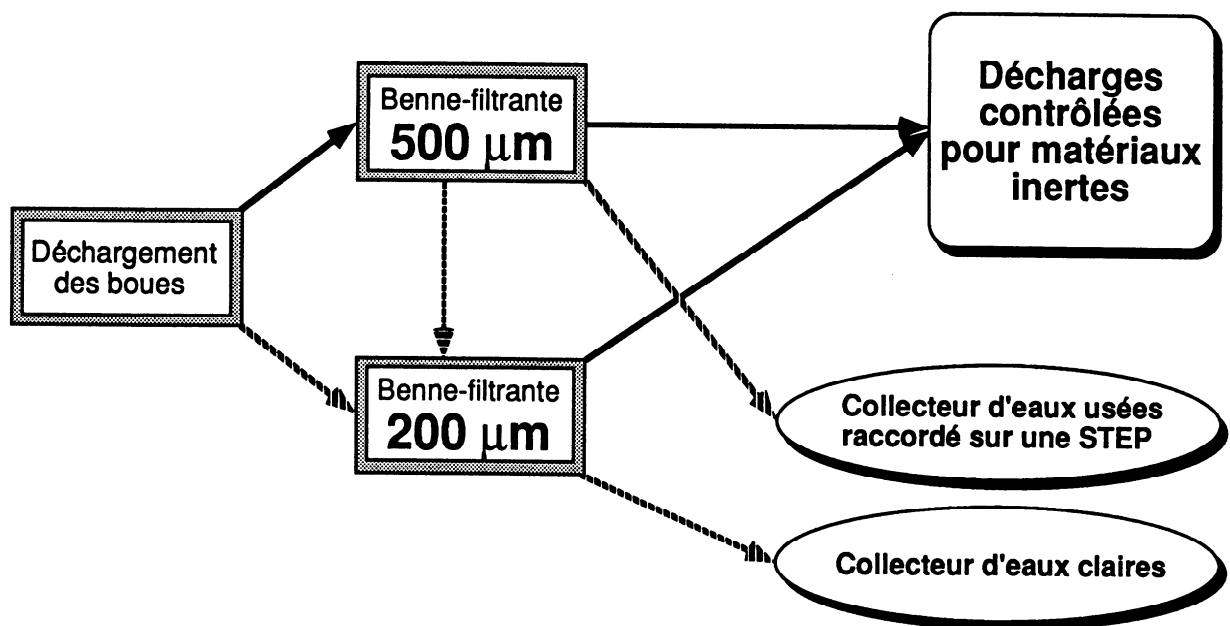 Benne-filtrante
500 µm
Décharges
contrôlées
pour matériaux
inertes
Déchargement
des boues
Benne-filtrante
200 µm
Collecteur d'eaux usées
raccordé sur une STEP
Collecteur d'eaux claires